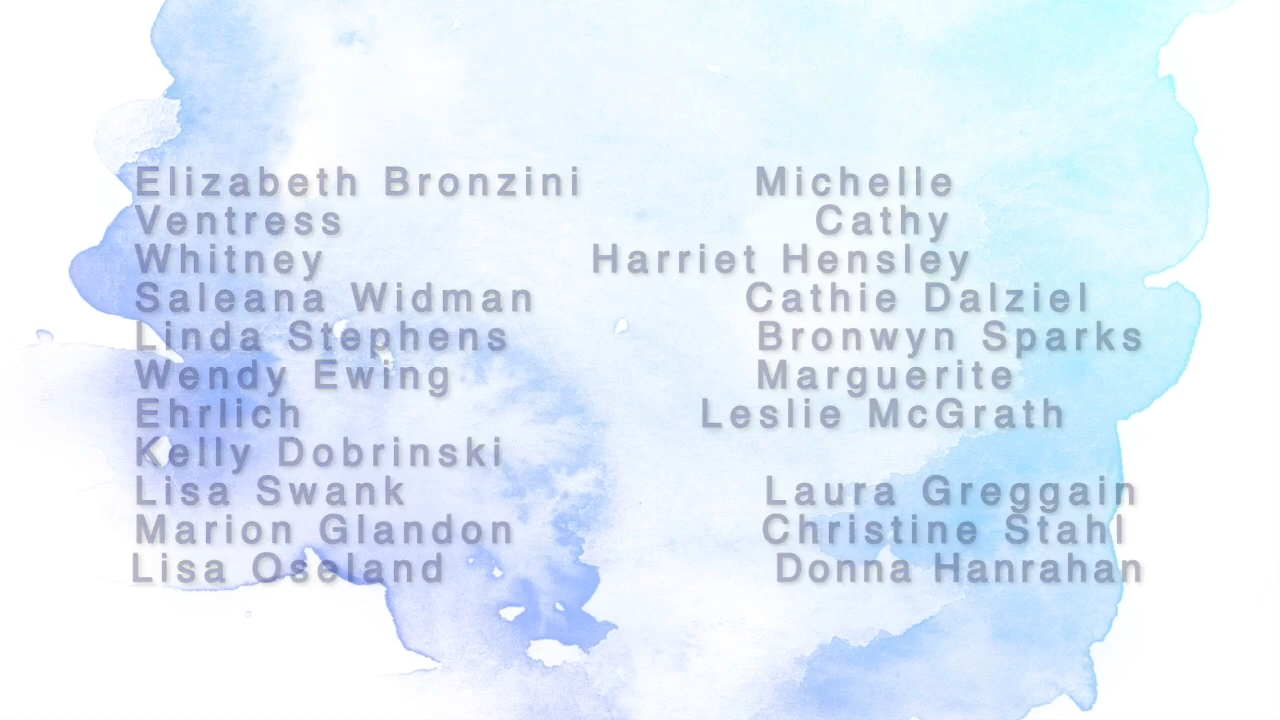 Elizabeth Bronzini Michelle
Ventress Cathy
Whitney Harriet Hensley
Saleana Widman Cathie Dalziel
Linda Stephens Bronwyn Sparks
Wendy Ewing Marguerite
Ehrlich Leslie McGrath
Kelly Dobrinski
Lisa Swank Laura Greggain
Marion Glandon Christine Stahl
Lisa Oseland Donna Hanrahan